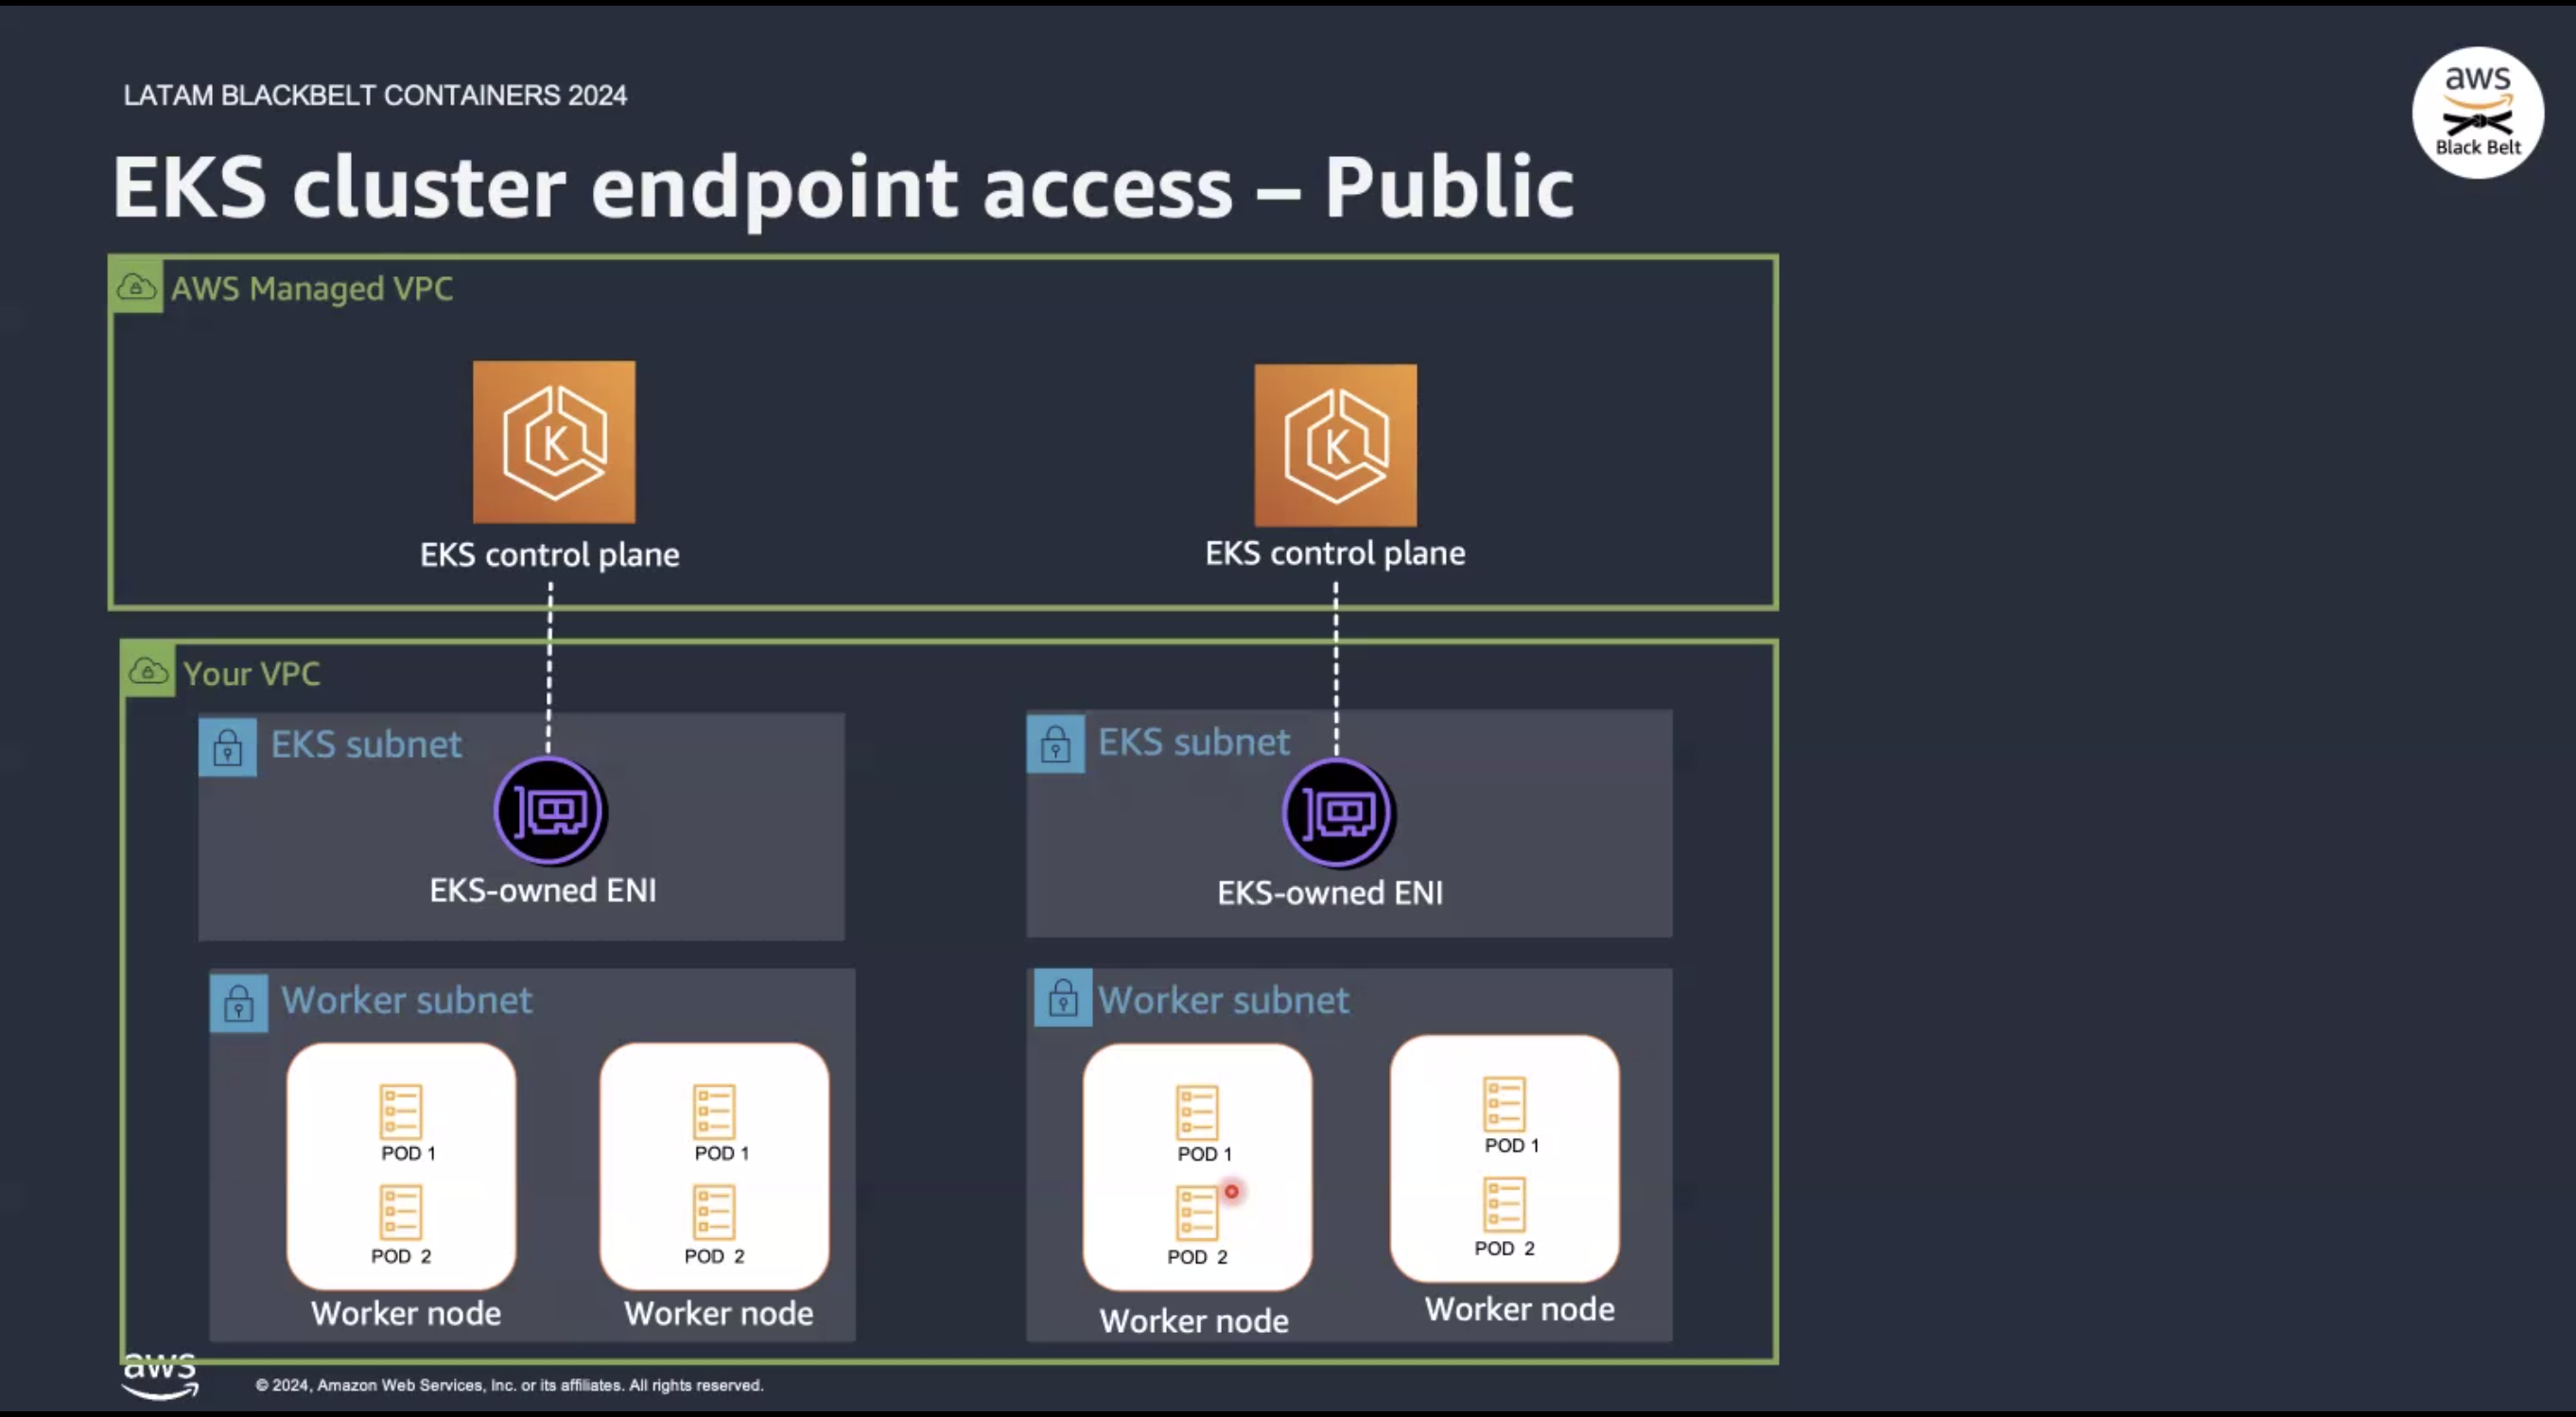 LATAM BLACKBELT CONTAINERS 2024
aws
Black Belt
EKS cluster endpoint access – Public
AWS Managed VPC
K
K
EKS control plane
EKS control plane
Your VPC
EKS subnet
EKS subnet
EKS-owned ENI
EKS-owned ENI
Worker subnet
Worker subnet
POD 1
POD 1
POD 1
POD 1
POD 2
POD 2
POD 2
POD 2
Worker node
Worker node
Worker node
Worker node
aws
© 2024, Amazon Web Services, Inc. or its affiliates. All rights reserved.